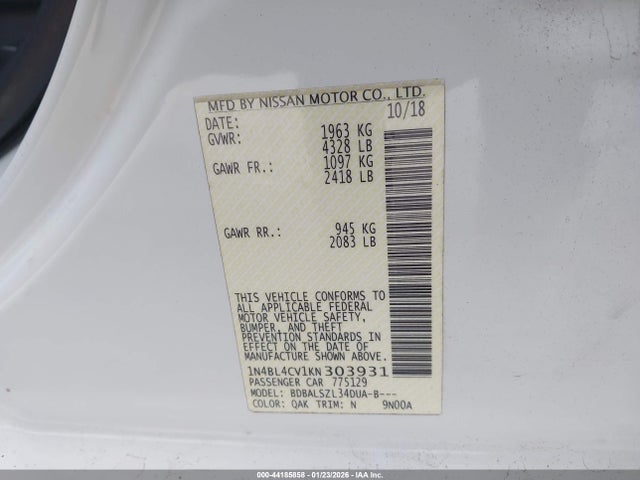 MFD BY NISSAN MOTOR CO., LTD.
DATE: 10/18
GVWR: 1963 KG
4328 LB
GAWR FR.: 1097 KG
2418 LB
GAWR RR.: 945 KG
2083 LB
THIS VEHICLE CONFORMS TO
ALL APPLICABLE FEDERAL
MOTOR VEHICLE SAFETY,
BUMPER, AND THEFT
PREVENTION STANDARDS
IN EFFECT ON THE DATE OF
MANUFACTURE SHOWN ABOVE.
1N4BL4CV1KN303931
PASSENGER CAR 775129
MODEL: BDBALSZL34DUA-B---
COLOR: QAK TRIM: N 9N00A
000-44185858 - 01/23/2026 - IAA Inc.